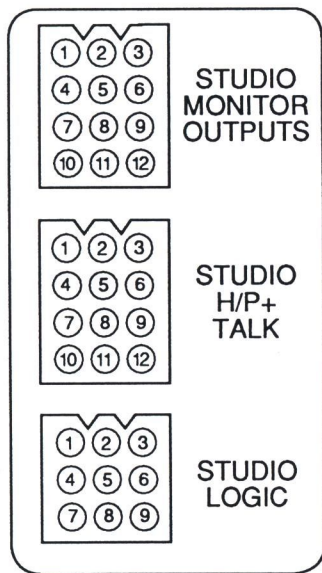 1 2 3
4 5 6
7 8 9
10 11 12
STUDIO
MONITOR
OUTPUTS
1 2 3
4 5 6
7 8 9
10 11 12
STUDIO
H/P+
TALK
1 2 3
4 5 6
7 8 9
STUDIO
LOGIC